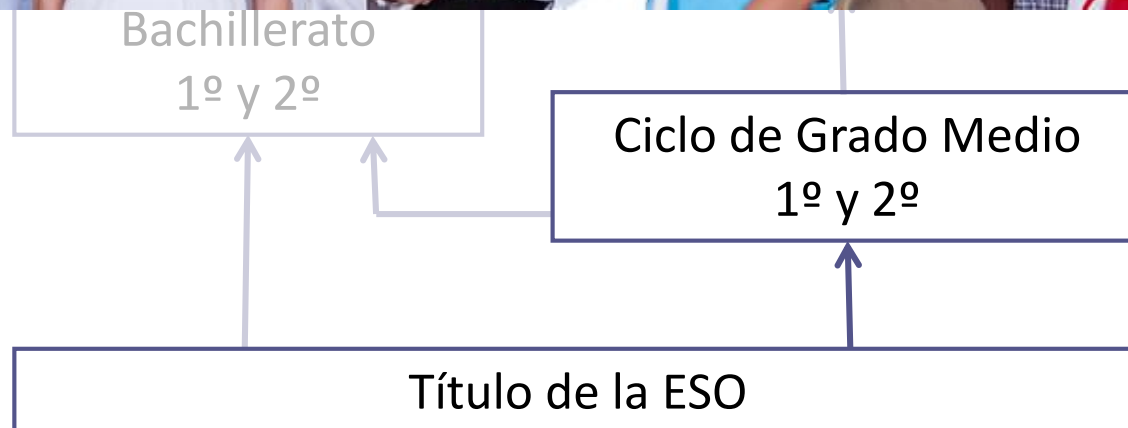 Bachillerato
1º y 2º
Ciclo de Grado Medio
1º y 2º
Título de la ESO